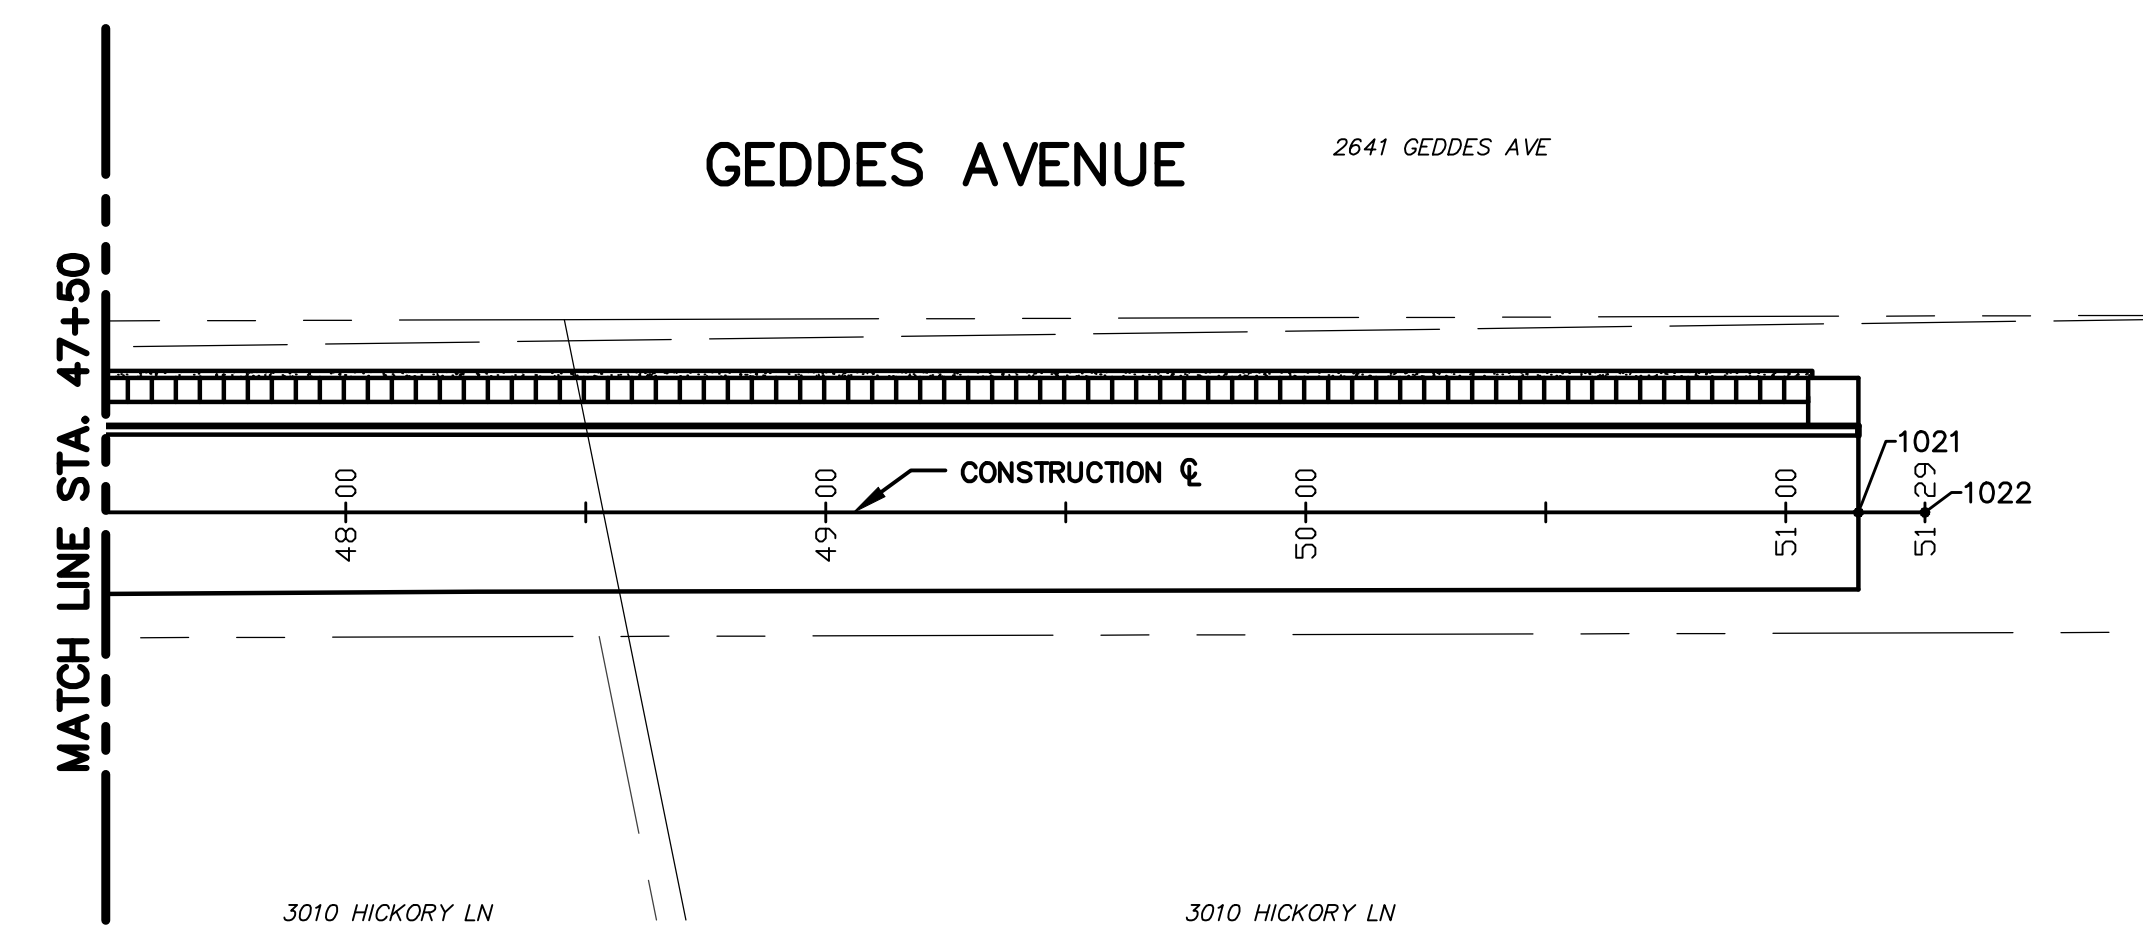 GEDDES AVENUE
2641 GEDDES AVE
MATCH LINE STA. 47+50
CONSTRUCTION ℄
1021
1022
48 00
49 00
50 00
51 00
51 29
3010 HICKORY LN
3010 HICKORY LN